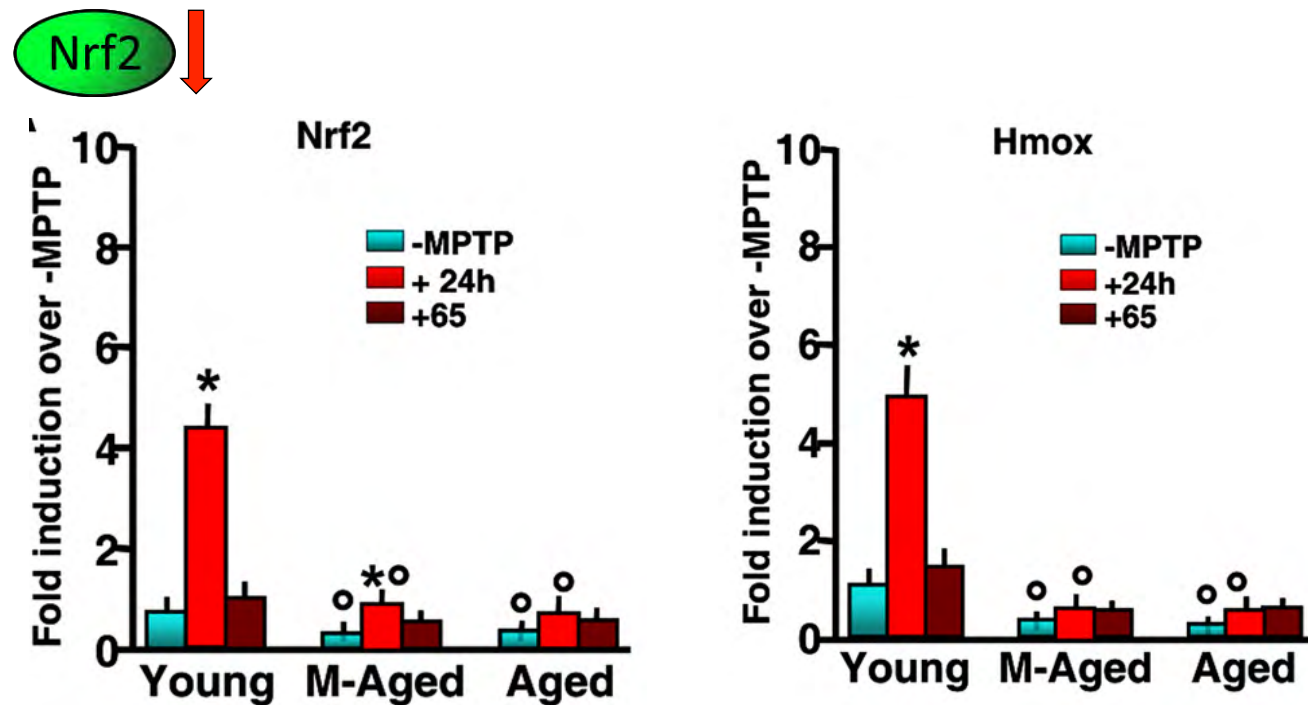 Nrf2
Nrf2
Fold induction over -MPTP
10
8
6
4
2
0
-MPTP
+ 24h
+65
*
*
Young M-Aged Aged
Hmox
Fold induction over -MPTP
10
8
6
4
2
0
-MPTP
+24h
+65
*
Young M-Aged Aged